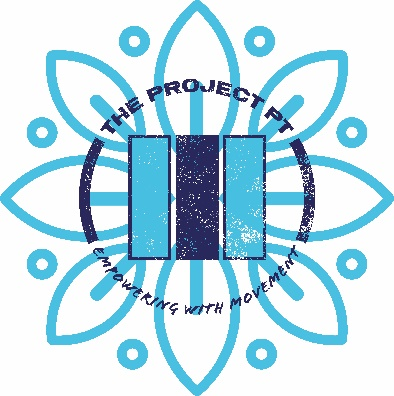 THE PROJECT PT
EMPOWERING WITH MOVEMENT